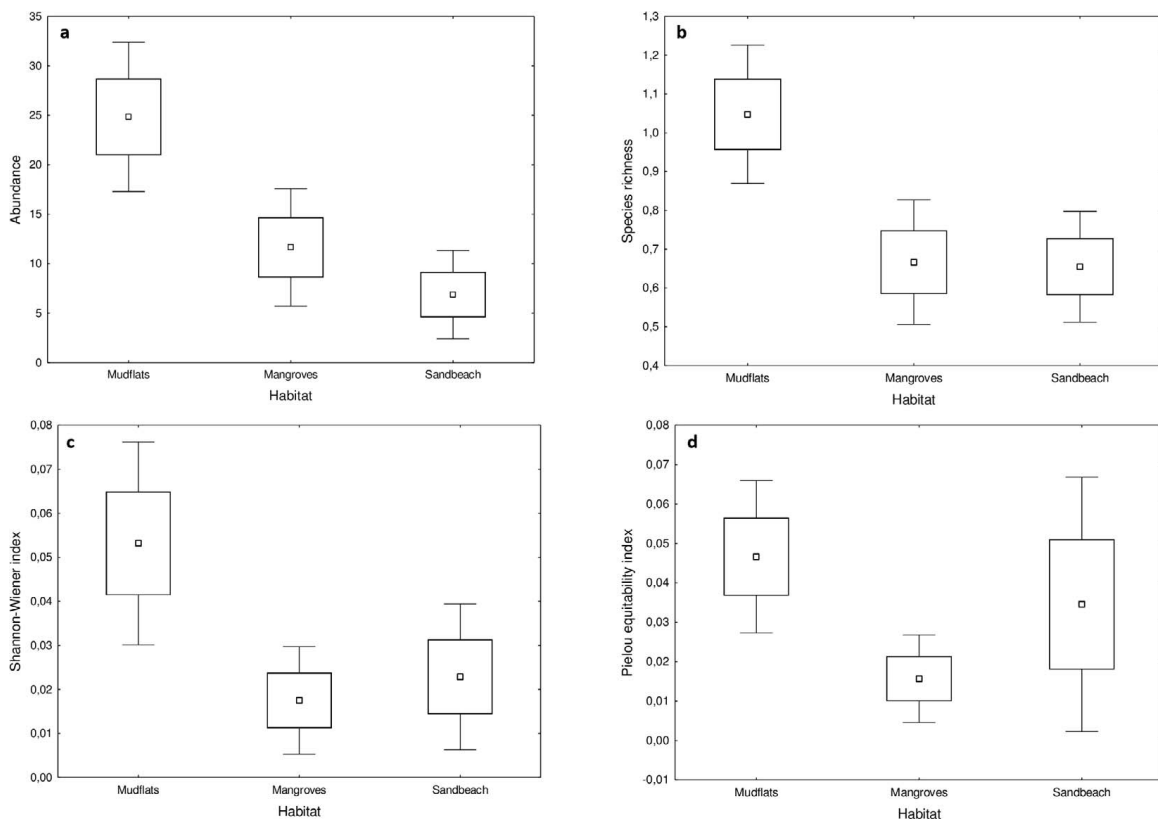 a
Abundance
35
30
25
20
15
10
5
0
Mudflats Mangroves Sandbeach
Habitat
b
Species richness
1,3
1,2
1,1
1,0
0,9
0,8
0,7
0,6
0,5
0,4
Mudflats Mangroves Sandbeach
Habitat
c
Shannon-Wiener index
0,08
0,07
0,06
0,05
0,04
0,03
0,02
0,01
0,00
Mudflats Mangroves Sandbeach
Habitat
d
Pielou equitability index
0,08
0,07
0,06
0,05
0,04
0,03
0,02
0,01
0,00
-0,01
Mudflats Mangroves Sandbeach
Habitat